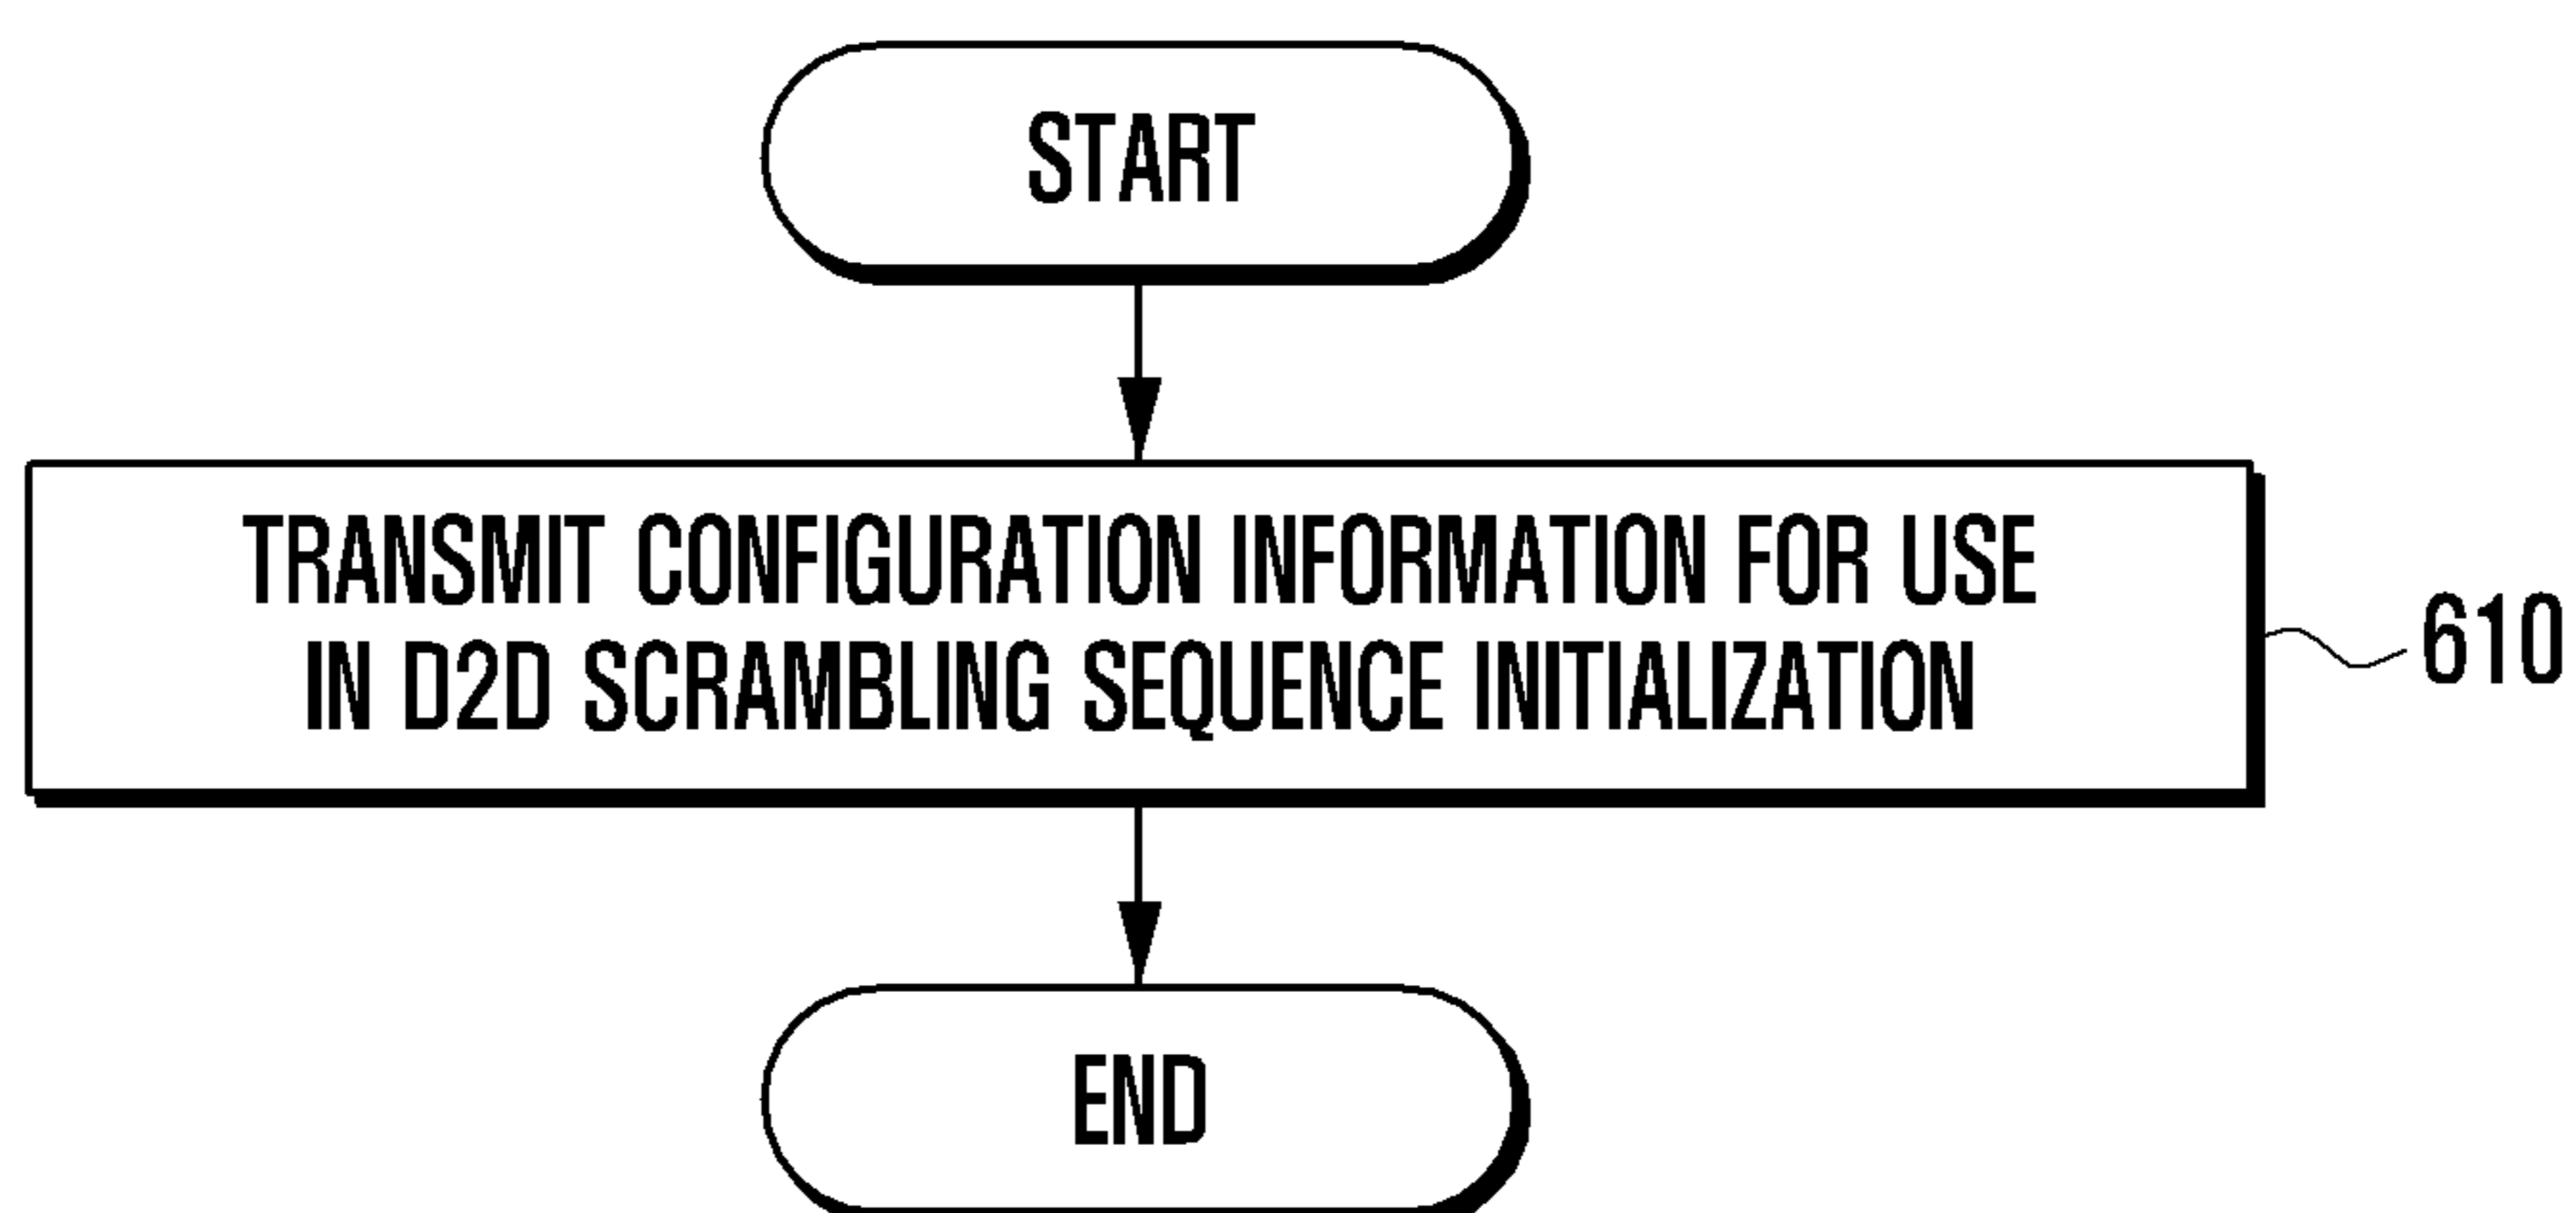 START
TRANSMIT CONFIGURATION INFORMATION FOR USE
IN D2D SCRAMBLING SEQUENCE INITIALIZATION
610
END